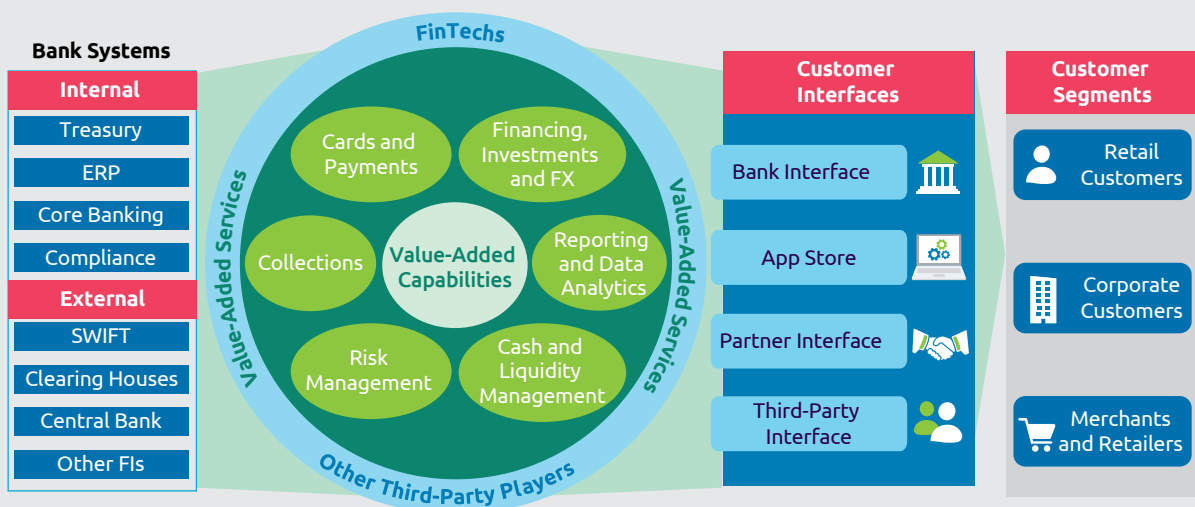 Bank Systems
Internal
Treasury
ERP
Core Banking
Compliance
External
SWIFT
Clearing Houses
Central Bank
Other FIs
FinTechs
Value-Added Services
Value-Added Services
Other Third-Party Players
Cards and
Payments
Financing,
Investments
and FX
Collections
Value-Added
Capabilities
Reporting
and Data
Analytics
Risk
Management
Cash and
Liquidity
Management
Customer
Interfaces
Bank Interface
App Store
Partner Interface
Third-Party
Interface
Customer
Segments
Retail
Customers
Corporate
Customers
Merchants
and Retailers